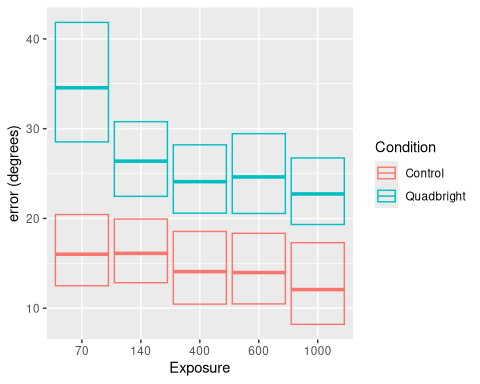 40
30
20
10
error (degrees)
70 140 400 600 1000
Exposure
Condition
Control
Quadbright